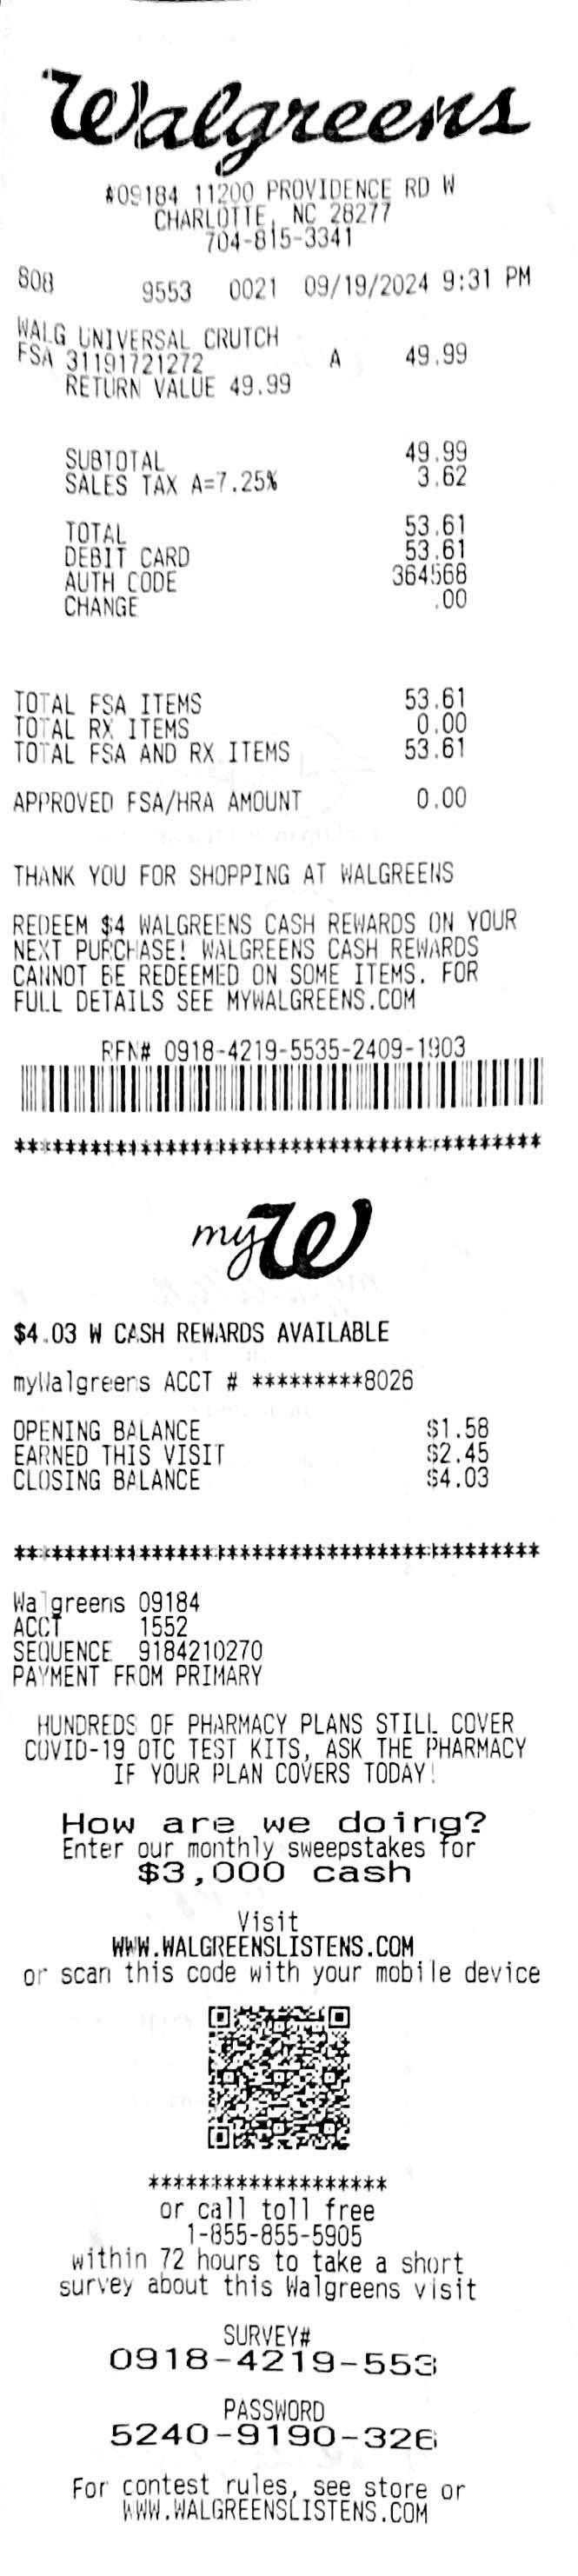 Walgreens
#09184 11200 PROVIDENCE RD W
CHARLOTTE, NC 28277
704-815-3341
808 9553 0021 09/19/2024 9:31 PM
WALG UNIVERSAL CRUTCH
FSA 31191721272 A 49.99
RETURN VALUE 49.99
SUBTOTAL 49.99
SALES TAX A=7.25% 3.62
TOTAL 53.61
DEBIT CARD 53.61
AUTH CODE 364568
CHANGE .00
TOTAL FSA ITEMS 53.61
TOTAL RX ITEMS 0.00
TOTAL FSA AND RX ITEMS 53.61
APPROVED FSA/HRA AMOUNT 0.00
THANK YOU FOR SHOPPING AT WALGREENS
REDEEM $4 WALGREENS CASH REWARDS ON YOUR
NEXT PURCHASE! WALGREENS CASH REWARDS
CANNOT BE REDEEMED ON SOME ITEMS. FOR
FULL DETAILS SEE MYWALGREENS.COM
RFN# 0918-4219-5535-2409-1903
******************************************
myW
$4.03 W CASH REWARDS AVAILABLE
myWalgreens ACCT # *********8026
OPENING BALANCE $1.58
EARNED THIS VISIT $2.45
CLOSING BALANCE $4.03
******************************************
Walgreens 09184
ACCT 1552
SEQUENCE 9184210270
PAYMENT FROM PRIMARY
HUNDREDS OF PHARMACY PLANS STILL COVER
COVID-19 OTC TEST KITS, ASK THE PHARMACY
IF YOUR PLAN COVERS TODAY!
How are we doing?
Enter our monthly sweepstakes for
$3,000 cash
Visit
WWW.WALGREENSLISTENS.COM
or scan this code with your mobile device
*******************
or call toll free
1-855-855-5905
within 72 hours to take a short
survey about this Walgreens visit
SURVEY#
0918-4219-553
PASSWORD
5240-9190-326
For contest rules, see store or
WWW.WALGREENSLISTENS.COM